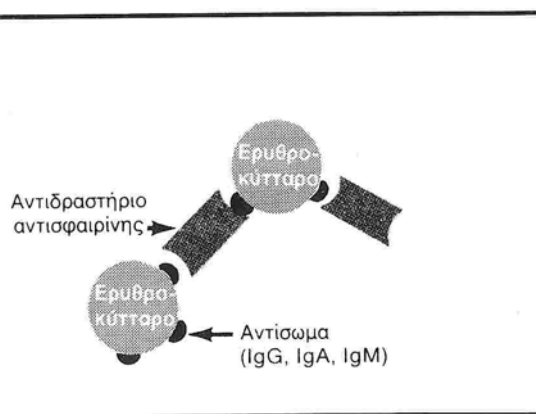 Ερυθρο-
κύτταρο
Αντιδραστήριο
αντισφαιρίνης
Ερυθρο-
κύτταρο
Αντίσωμα
(IgG, IgA, IgM)